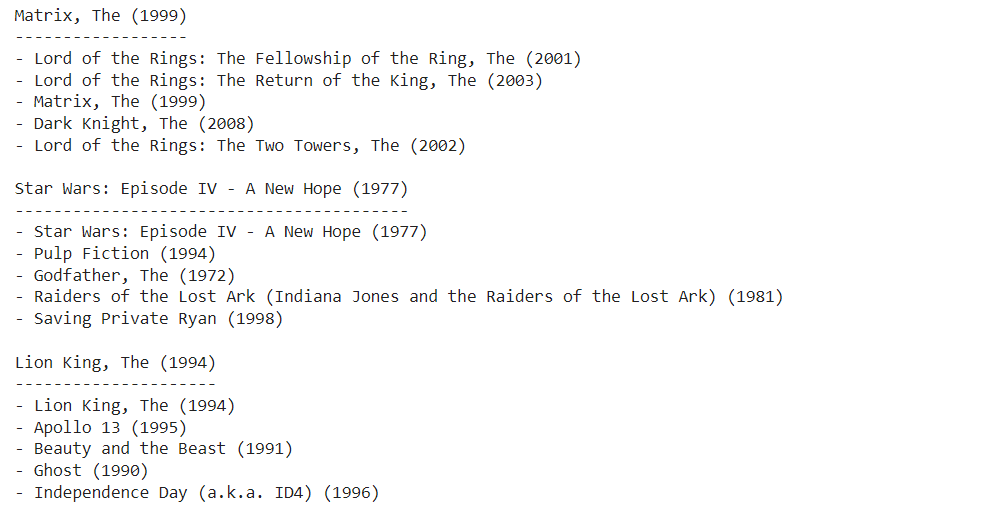 Matrix, The (1999)
------------------
- Lord of the Rings: The Fellowship of the Ring, The (2001)
- Lord of the Rings: The Return of the King, The (2003)
- Matrix, The (1999)
- Dark Knight, The (2008)
- Lord of the Rings: The Two Towers, The (2002)

Star Wars: Episode IV - A New Hope (1977)
-----------------------------------------
- Star Wars: Episode IV - A New Hope (1977)
- Pulp Fiction (1994)
- Godfather, The (1972)
- Raiders of the Lost Ark (Indiana Jones and the Raiders of the Lost Ark) (1981)
- Saving Private Ryan (1998)

Lion King, The (1994)
---------------------
- Lion King, The (1994)
- Apollo 13 (1995)
- Beauty and the Beast (1991)
- Ghost (1990)
- Independence Day (a.k.a. ID4) (1996)